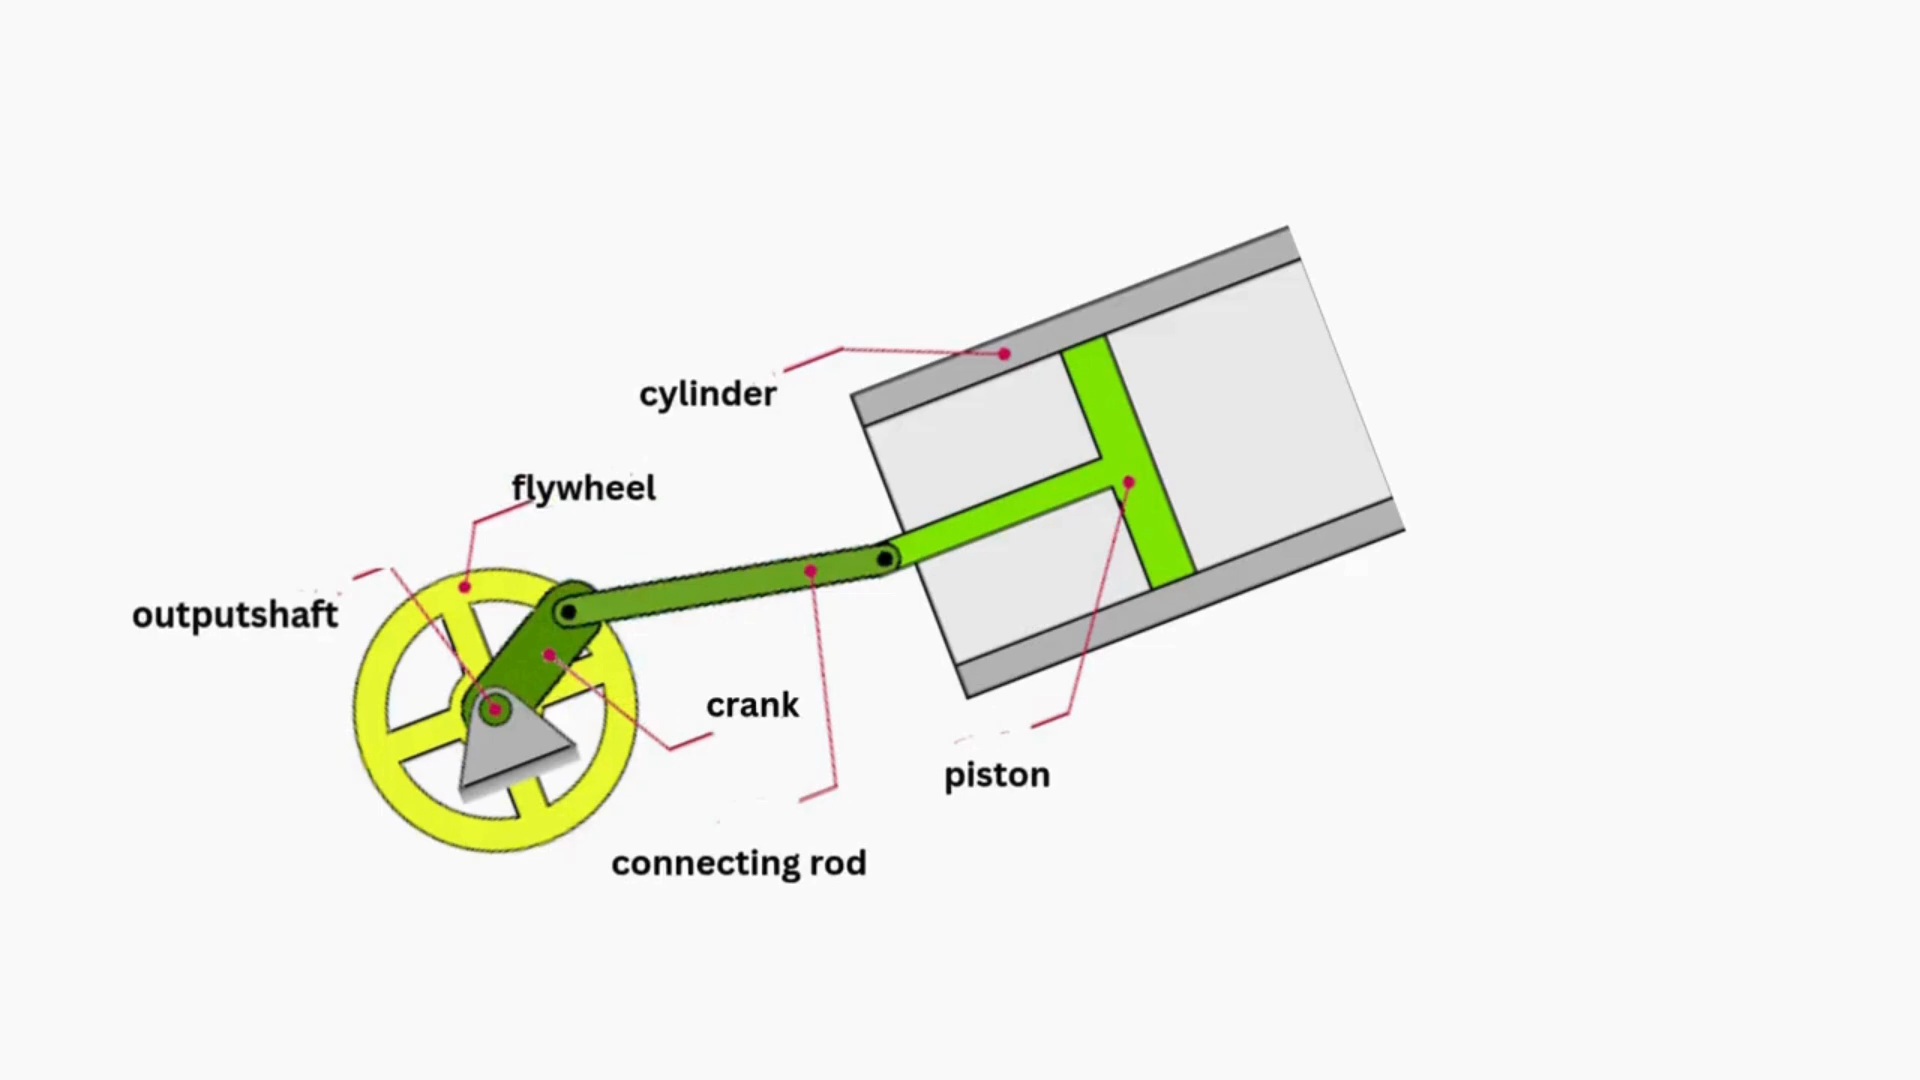 cylinder
flywheel
outputshaft
crank
piston
connecting rod